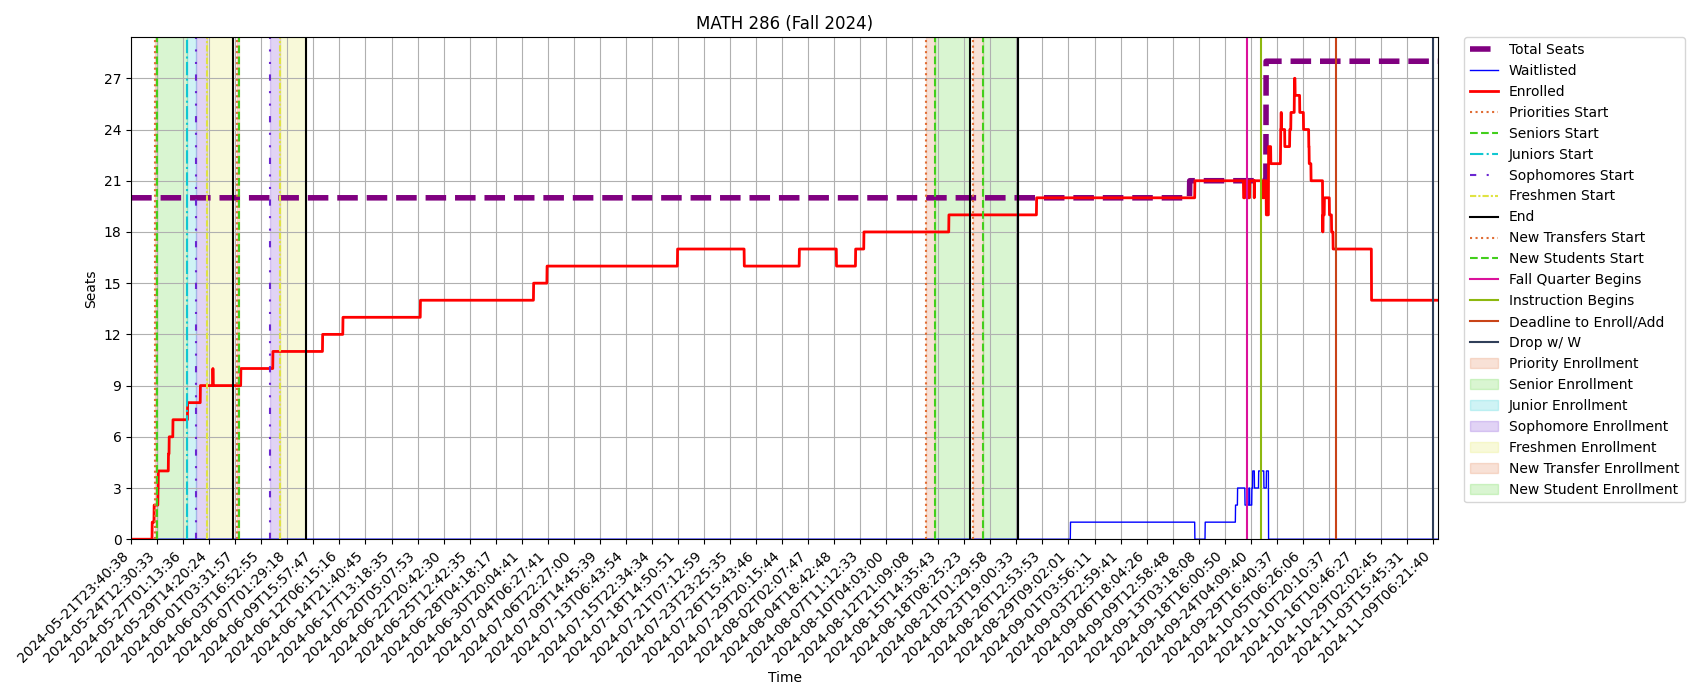 MATH 286 (Fall 2024)
Seats
27
24
21
18
15
12
9
6
3
0
2024-05-21T23:40:38
2024-05-24T12:30:33
2024-05-27T01:13:36
2024-05-29T14:20:24
2024-06-01T03:31:57
2024-06-03T16:52:55
2024-06-07T01:29:18
2024-06-09T15:57:47
2024-06-12T06:15:16
2024-06-14T21:40:45
2024-06-17T13:18:35
2024-06-20T05:07:53
2024-06-22T20:42:30
2024-06-25T12:42:35
2024-06-28T04:18:17
2024-06-30T20:04:41
2024-07-04T06:27:41
2024-07-06T22:27:00
2024-07-09T14:45:39
2024-07-13T06:43:54
2024-07-15T22:34:34
2024-07-18T14:50:51
2024-07-21T07:12:59
2024-07-23T23:25:35
2024-07-26T15:43:46
2024-07-29T20:15:44
2024-08-02T02:07:47
2024-08-04T18:42:48
2024-08-07T11:12:33
2024-08-10T04:03:00
2024-08-12T21:09:08
2024-08-15T14:35:43
2024-08-18T08:25:23
2024-08-21T01:29:58
2024-08-23T19:00:33
2024-08-26T12:53:53
2024-08-29T09:02:01
2024-09-01T03:56:11
2024-09-03T22:59:41
2024-09-06T18:04:26
2024-09-09T12:58:48
2024-09-13T03:18:08
2024-09-18T16:00:50
2024-09-24T04:09:40
2024-09-29T16:40:37
2024-10-05T06:26:06
2024-10-10T20:10:37
2024-10-16T10:46:27
2024-10-29T02:02:45
2024-11-03T15:45:31
2024-11-09T06:21:40
Time
Total Seats
Waitlisted
Enrolled
Priorities Start
Seniors Start
Juniors Start
Sophomores Start
Freshmen Start
End
New Transfers Start
New Students Start
Fall Quarter Begins
Instruction Begins
Deadline to Enroll/Add
Drop w/ W
Priority Enrollment
Senior Enrollment
Junior Enrollment
Sophomore Enrollment
Freshmen Enrollment
New Transfer Enrollment
New Student Enrollment